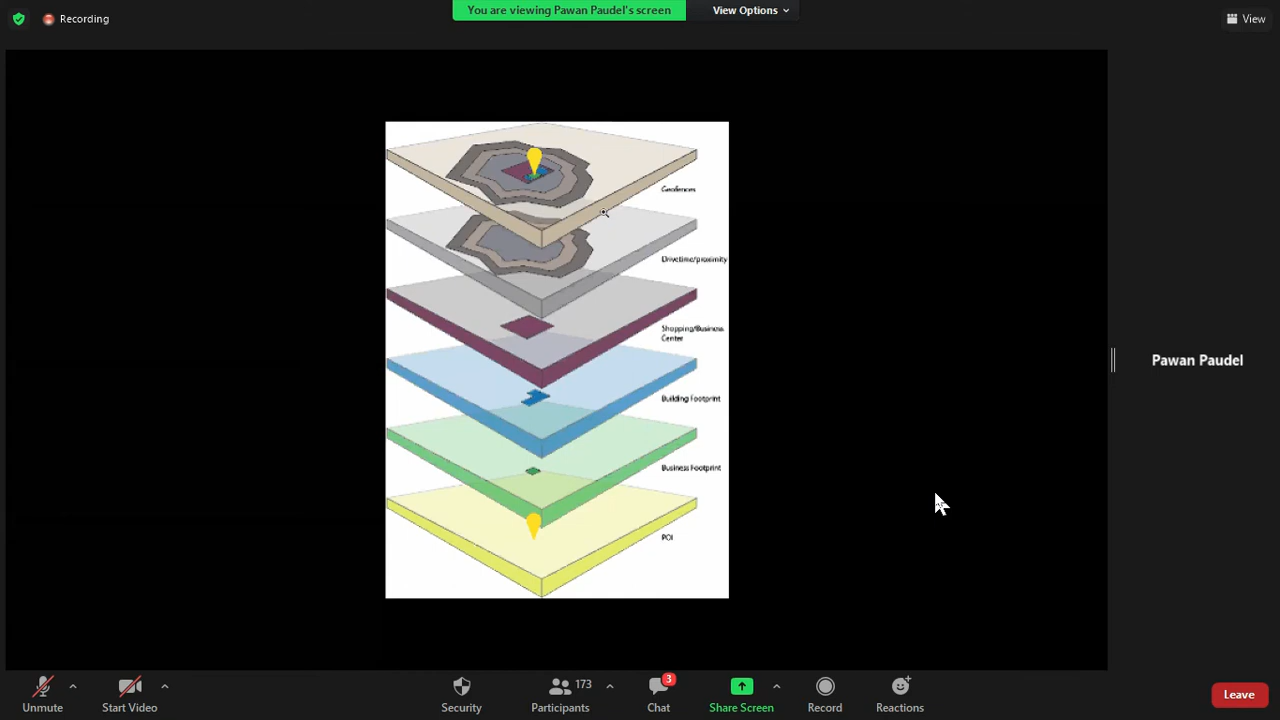 Recording
You are viewing Pawan Paudel's screen
View Options
View
Geofences
Drivetime/proximity
Shopping/Business
Center
Building Footprint
Business Footprint
POI
Pawan Paudel
Unmute
Start Video
Security
173
Participants
3
Chat
Share Screen
Record
Reactions
Leave